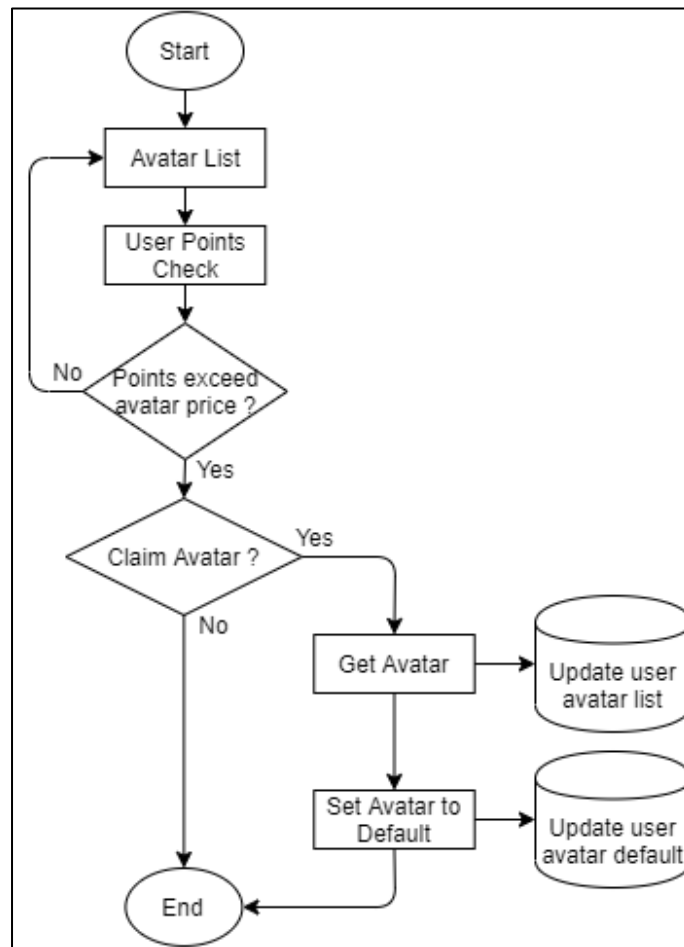 Start
Avatar List
User Points
Check
No
Points exceed
avatar price ?
Yes
Claim Avatar ?
Yes
No
Get Avatar
Update user
avatar list
Set Avatar to
Default
Update user
avatar default
End